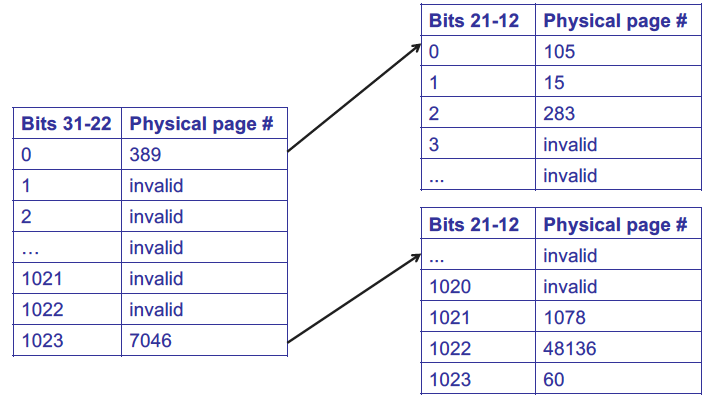 Bits 31-22 Physical page #
0 389
1 invalid
2 invalid
... invalid
1021 invalid
1022 invalid
1023 7046
Bits 21-12 Physical page #
0 105
1 15
2 283
3 invalid
... invalid
Bits 21-12 Physical page #
... invalid
1020 invalid
1021 1078
1022 48136
1023 60